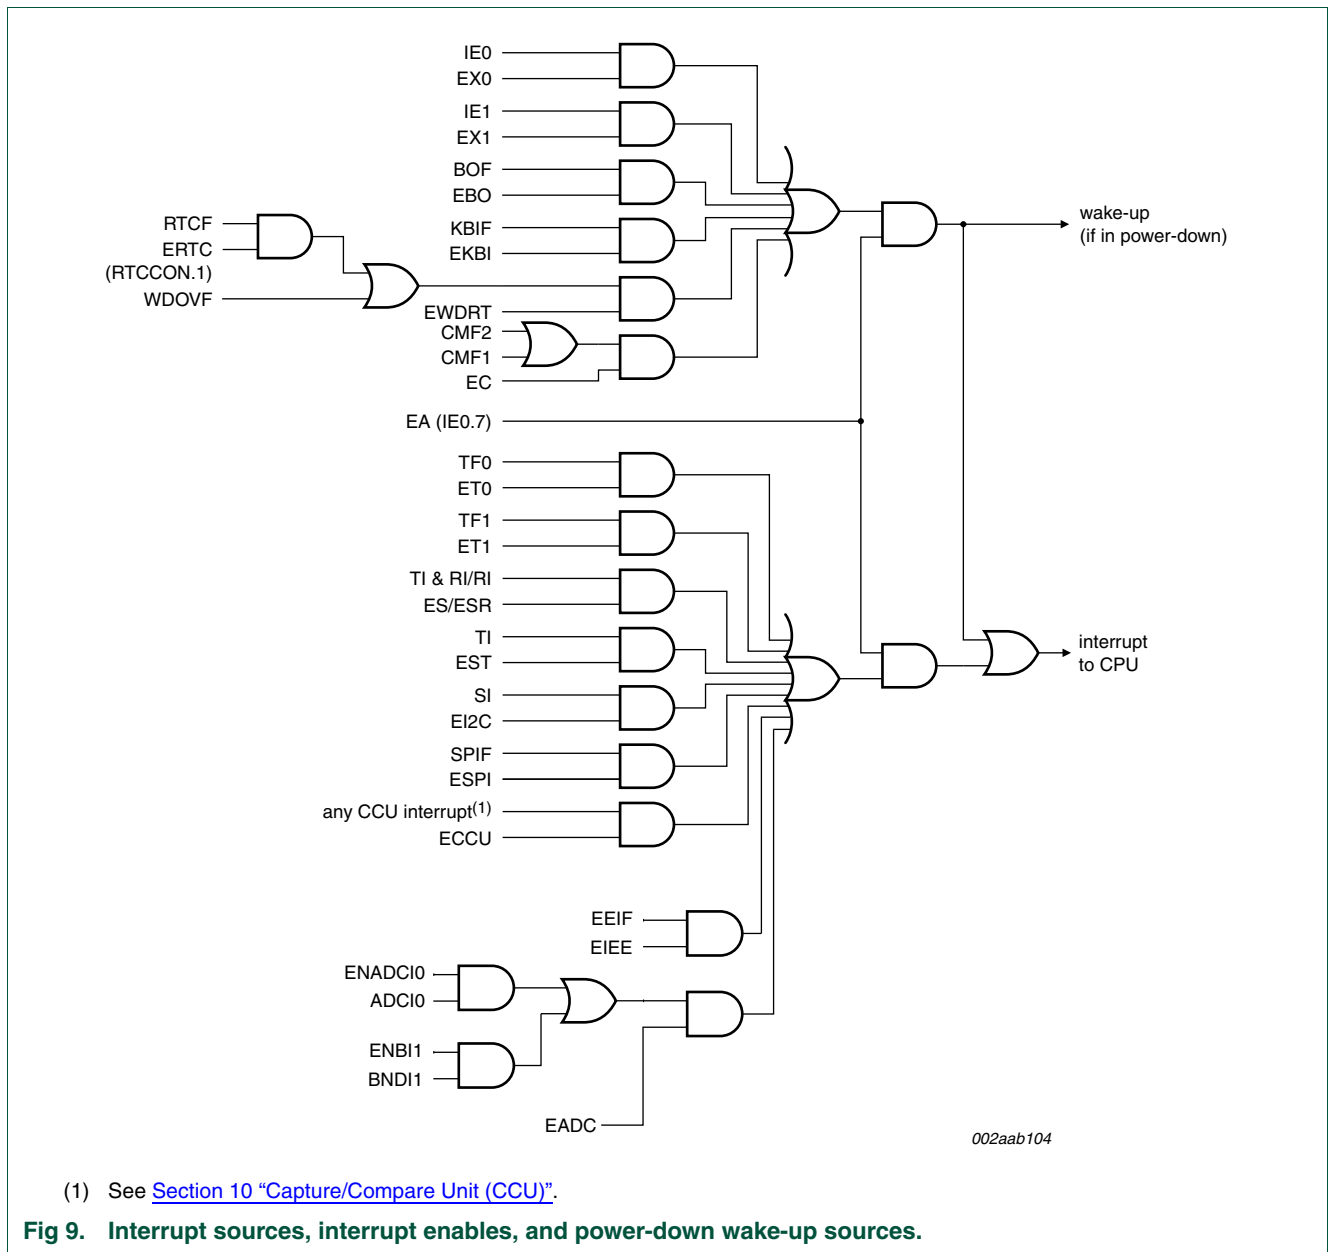 IE0
EX0
IE1
EX1
BOF
EBO
KBIF
EKBI
RTCF
ERTC
(RTCCON.1)
WDOVF
EWDRT
CMF2
CMF1
EC
EA (IE0.7)
wake-up
(if in power-down)
TF0
ET0
TF1
ET1
TI & RI/RI
ES/ESR
TI
EST
SI
EI2C
SPIF
ESPI
any CCU interrupt(1)
ECCU
interrupt
to CPU
EEIF
EIEE
ENADCI0
ADCI0
ENBI1
BNDI1
EADC
002aab104
(1) See Section 10 “Capture/Compare Unit (CCU)”.
Fig 9. Interrupt sources, interrupt enables, and power-down wake-up sources.